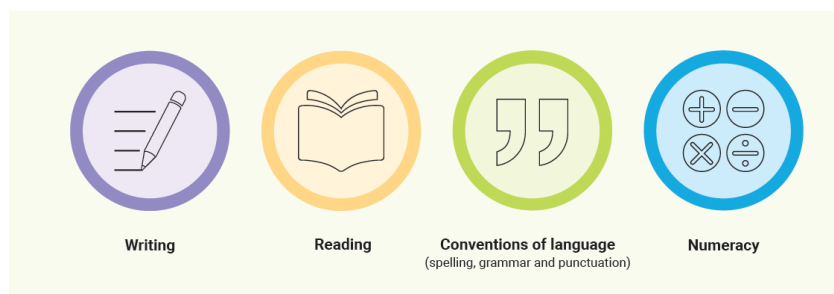 Writing
Reading
Conventions of language
(spelling, grammar and punctuation)
Numeracy